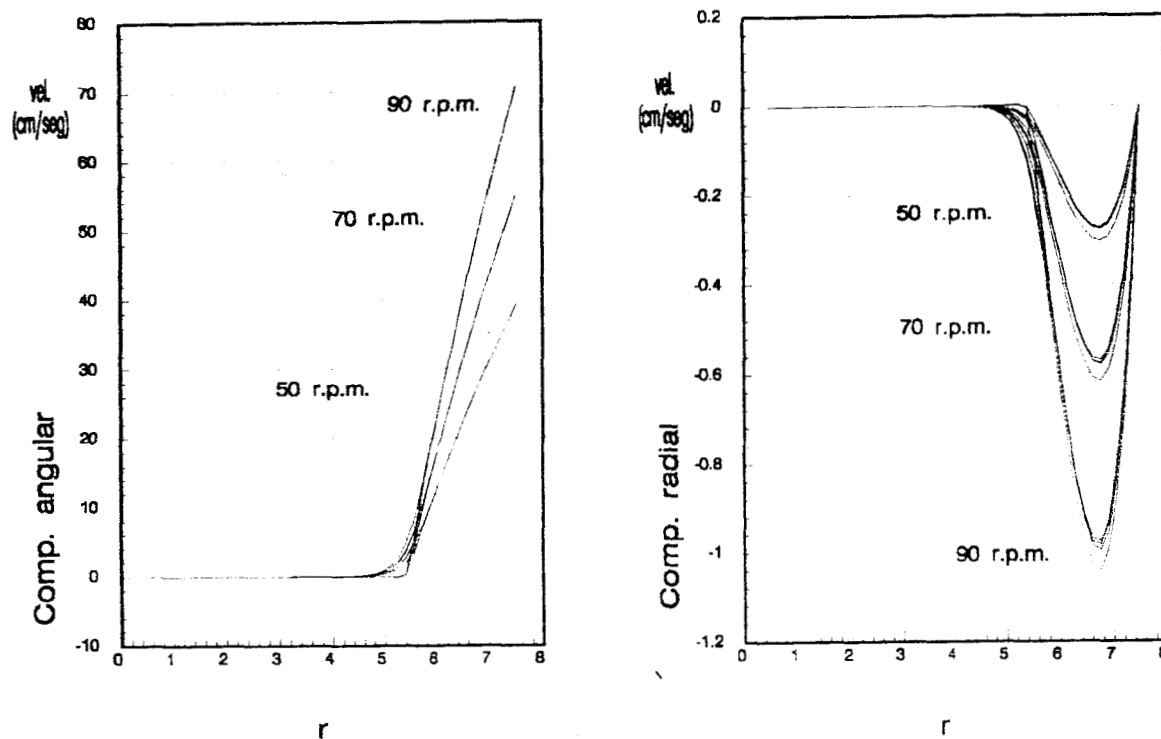 80
70
60
50
40
30
20
10
0
-10
vel.
(cm/seg)
Comp. angular
90 r.p.m.
70 r.p.m.
50 r.p.m.
0 1 2 3 4 5 6 7 8
r
0.2
0
-0.2
-0.4
-0.6
-0.8
-1
-1.2
vel.
(cm/seg)
Comp. radial
50 r.p.m.
70 r.p.m.
90 r.p.m.
0 1 2 3 4 5 6 7 8
r